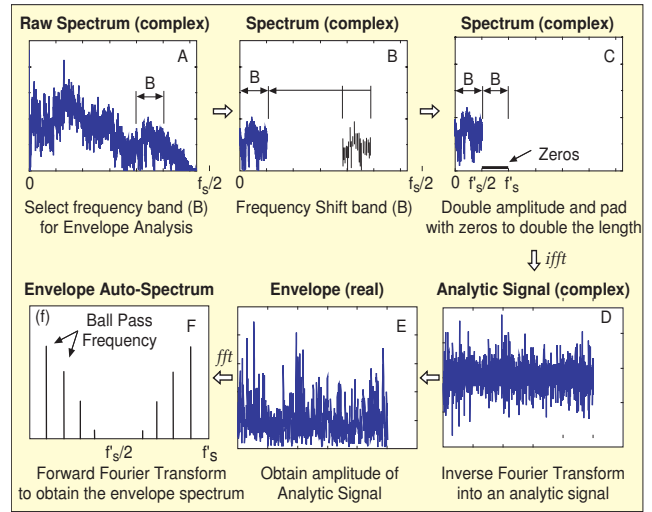 Raw Spectrum (complex)
A
B
0
fs/2
Select frequency band (B)
for Envelope Analysis
Spectrum (complex)
B
B
0
fs/2
Frequency Shift band (B)
Spectrum (complex)
C
B B
Zeros
0 f's/2 f's
Double amplitude and pad
with zeros to double the length
ifft
Envelope Auto-Spectrum
(f)
Ball Pass
Frequency
F
f's/2 f's
Forward Fourier Transform
to obtain the envelope spectrum
fft
Envelope (real)
E
Obtain amplitude of
Analytic Signal
Analytic Signal (complex)
D
Inverse Fourier Transform
into an analytic signal